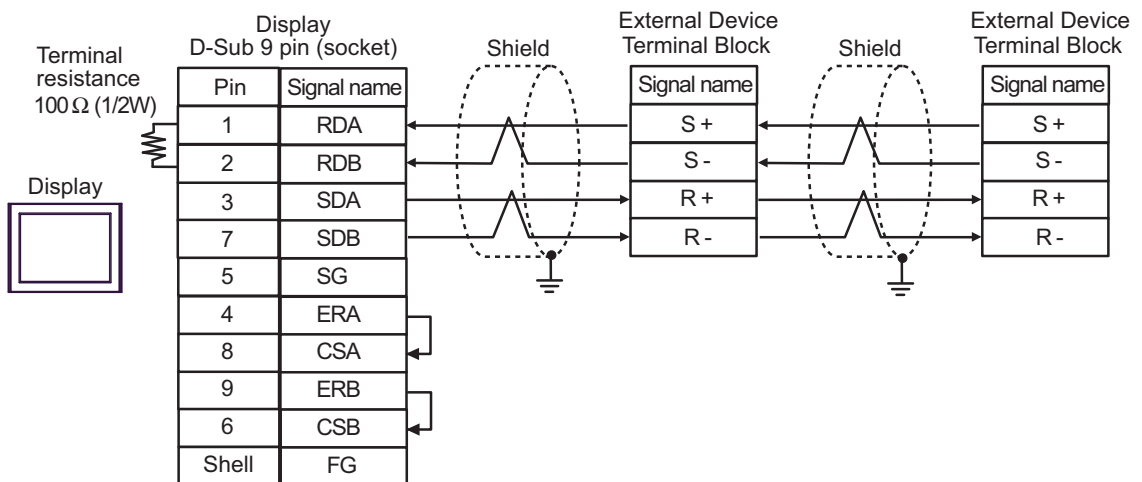 Display
D-Sub 9 pin (socket)
Terminal
resistance
100 Ω (1/2W)
Display
Pin Signal name
1 RDA
2 RDB
3 SDA
7 SDB
5 SG
4 ERA
8 CSA
9 ERB
6 CSB
Shell FG
Shield
External Device
Terminal Block
Signal name
S +
S -
R +
R -
Shield
External Device
Terminal Block
Signal name
S +
S -
R +
R -